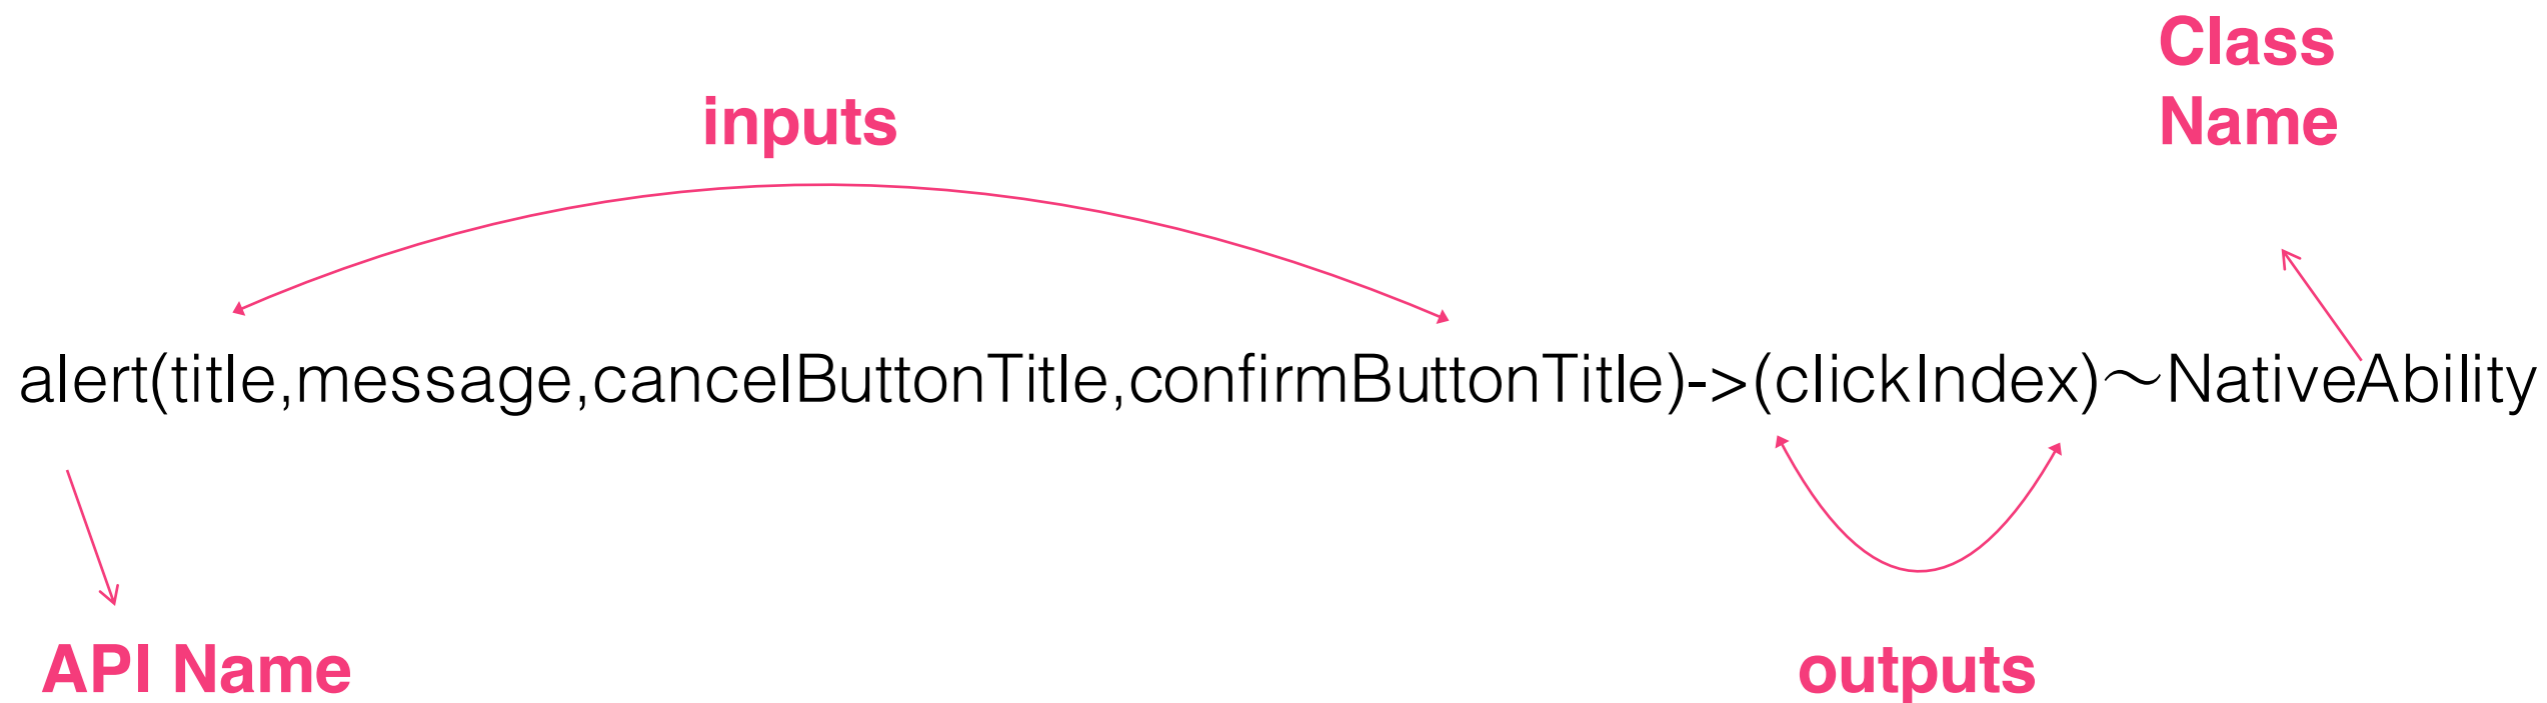 Class
Name
inputs
alert(title,message,cancelButtonTitle,confirmButtonTitle)->(clickIndex)~NativeAbility
API Name
outputs